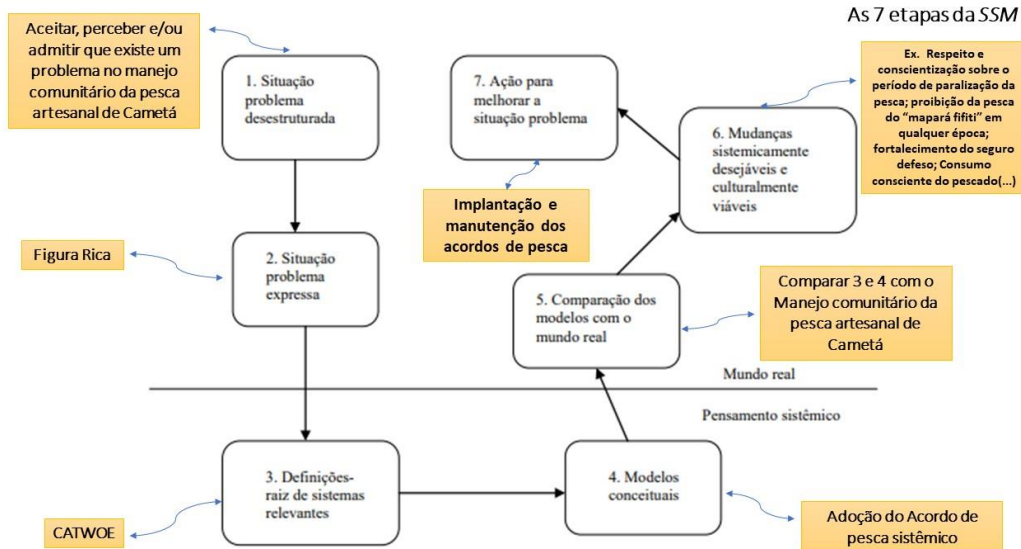 As 7 etapas da SSM
Aceitar, perceber e/ou
admitir que existe um
problema no manejo
comunitário da pesca
artesanal de Cametá
1. Situação
problema
desestruturada
7. Ação para
melhorar a
situação problema
Ex. Respeito e
conscientização sobre o
período de paralização da
pesca; proibição da pesca
do “mapará fifiti” em
qualquer época;
fortalecimento do seguro
defeso; Consumo
consciente do pescado(...)
6. Mudanças
sistemicamente
desejáveis e
culturalmente
viáveis
Implantação e
manutenção dos
acordos de pesca
Figura Rica
2. Situação
problema
expressa
5. Comparação dos
modelos com o
mundo real
Comparar 3 e 4 com o
Manejo comunitário da
pesca artesanal de
Cametá
Mundo real
Pensamento sistêmico
3. Definições-
raiz de sistemas
relevantes
4. Modelos
conceituais
CATWOE
Adoção do Acordo de
pesca sistêmico